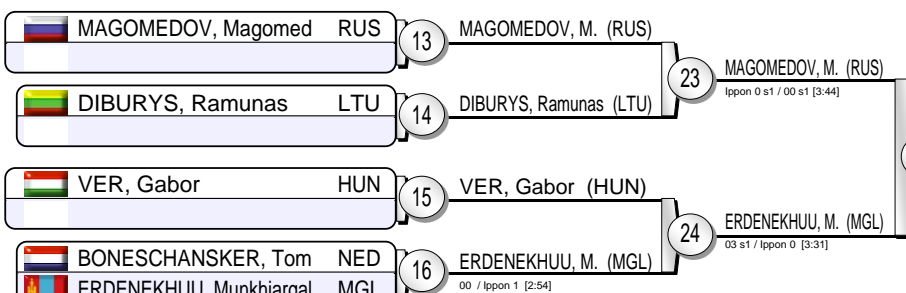 MAGOMEDOV, Magomed RUS
13
MAGOMEDOV, M. (RUS)
23
MAGOMEDOV, M. (RUS)
Ippon 0 s1 / 00 s1 [3:44]
DIBURYS, Ramunas LTU
14
DIBURYS, Ramunas (LTU)
VER, Gabor HUN
15
VER, Gabor (HUN)
24
ERDENEKHUU, M. (MGL)
03 s1 / Ippon 0 [3:31]
BONESCHANSKER, Tom NED
16
ERDENEKHUU, M. (MGL)
00 / Ippon 1 [2:54]
ERDENEKHUU, Munkhjargal MGL